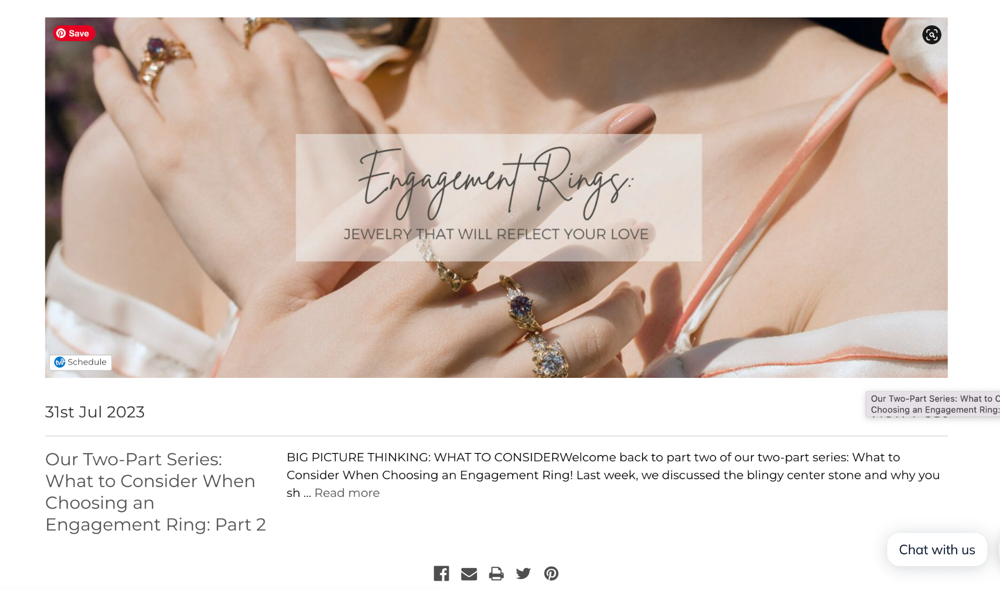 Save
Engagement Rings:
JEWELRY THAT WILL REFLECT YOUR LOVE
tw Schedule
31st Jul 2023
Our Two-Part Series: What to C
Choosing an Engagement Ring:
Our Two-Part Series:
What to Consider When
Choosing an
Engagement Ring: Part 2
BIG PICTURE THINKING: WHAT TO CONSIDERWelcome back to part two of our two-part series: What to
Consider When Choosing an Engagement Ring! Last week, we discussed the blingy center stone and why you
sh ... Read more
Chat with us